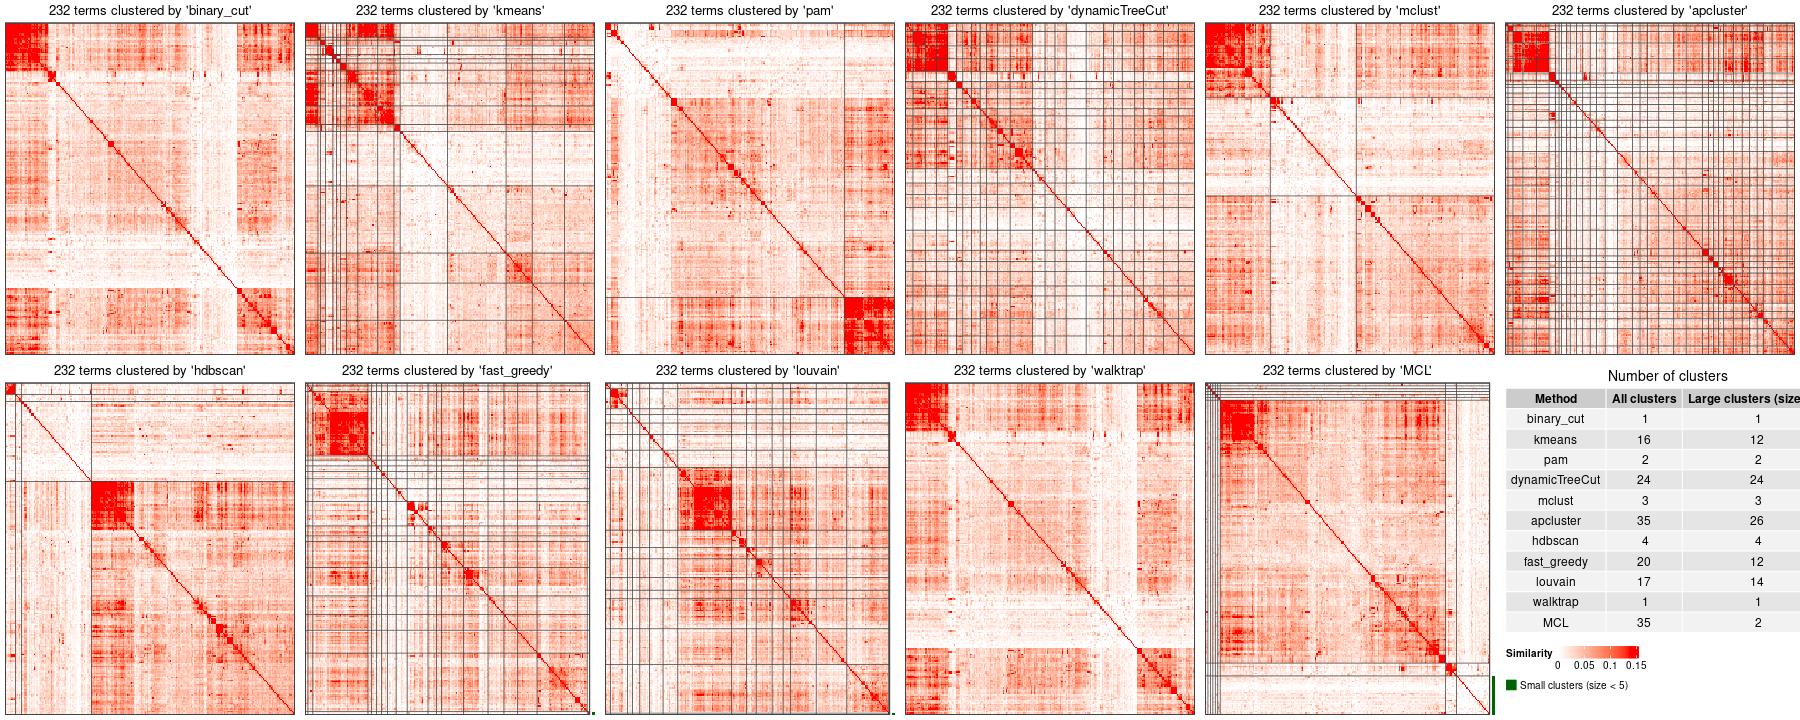 232 terms clustered by 'binary_cut'
232 terms clustered by 'kmeans'
232 terms clustered by 'pam'
232 terms clustered by 'dynamicTreeCut'
232 terms clustered by 'mclust'
232 terms clustered by 'apcluster'
232 terms clustered by 'hdbscan'
232 terms clustered by 'fast_greedy'
232 terms clustered by 'louvain'
232 terms clustered by 'walktrap'
232 terms clustered by 'MCL'
Number of clusters
Method All clusters Large clusters (size
binary_cut 1 1
kmeans 16 12
pam 2 2
dynamicTreeCut 24 24
mclust 3 3
apcluster 35 26
hdbscan 4 4
fast_greedy 20 12
louvain 17 14
walktrap 1 1
MCL 35 2
Similarity
0 0.05 0.1 0.15
Small clusters (size < 5)